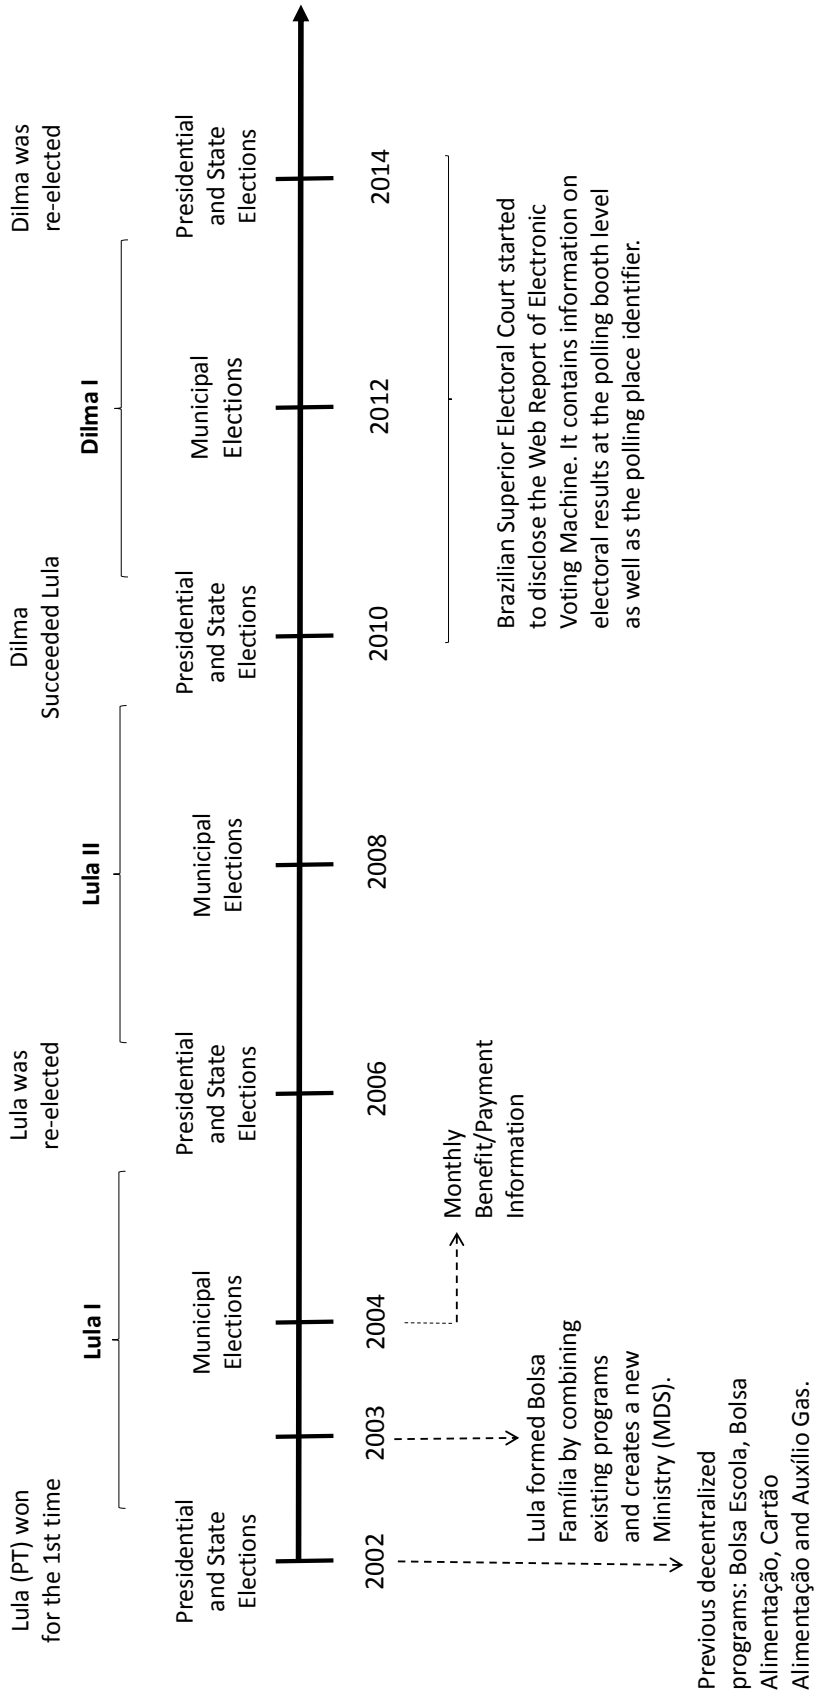 Lula (PT) won
for the 1st time
Lula was
re-elected
Dilma
Succeeded Lula
Dilma was
re-elected
Lula I
Lula II
Dilma I
Presidential
and State
Elections
Municipal
Elections
Presidential
and State
Elections
Municipal
Elections
Presidential
and State
Elections
Municipal
Elections
Presidential
and State
Elections
2002
2003
2004
2006
2008
2010
2012
2014
Monthly
Benefit/Payment
Information
Lula formed Bolsa
Família by combining
existing programs
and creates a new
Ministry (MDS).
Previous decentralized
programs: Bolsa Escola, Bolsa
Alimentação, Cartão
Alimentação and Auxílio Gas.
Brazilian Superior Electoral Court started
to disclose the Web Report of Electronic
Voting Machine. It contains information on
electoral results at the polling booth level
as well as the polling place identifier.